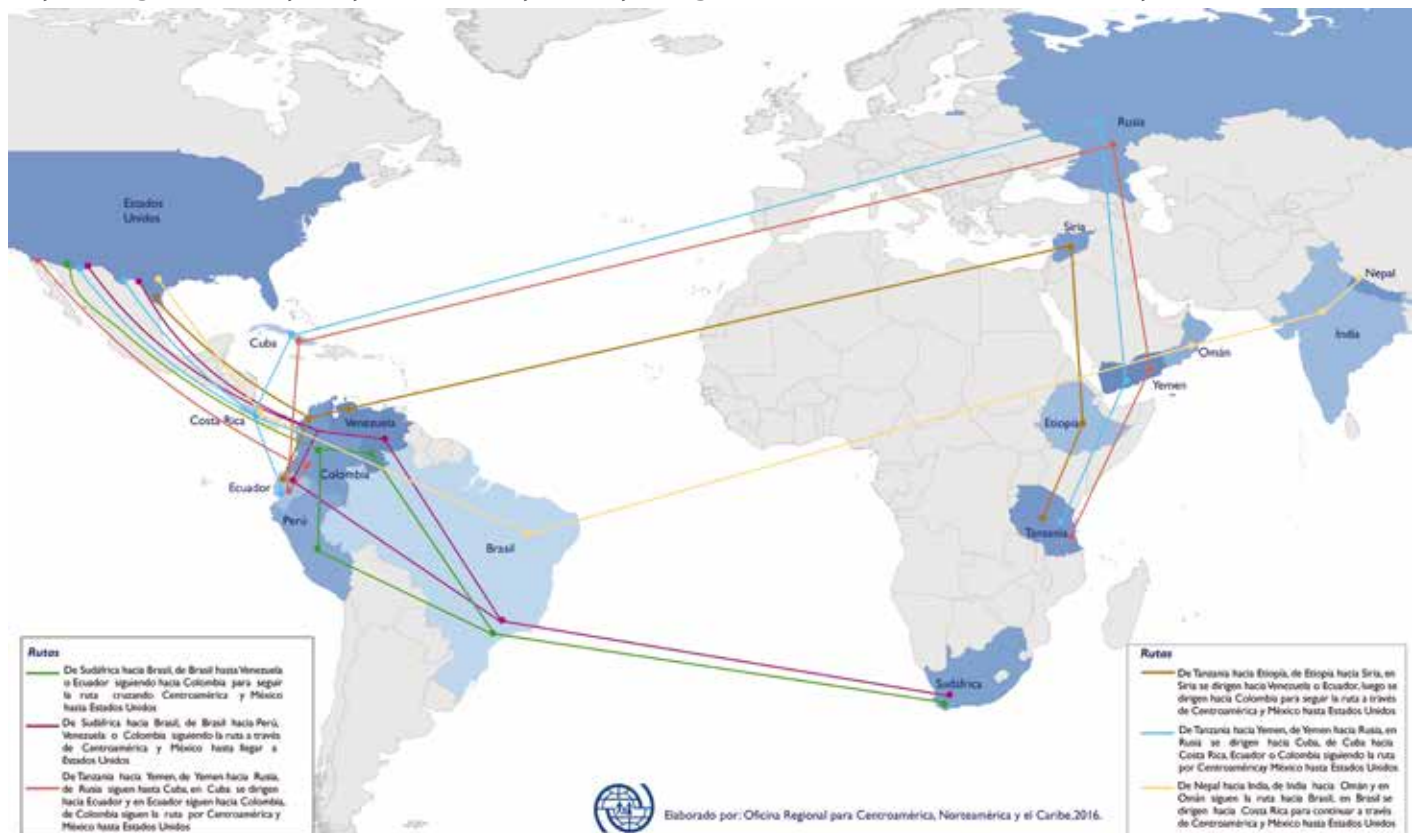 Rusia
Estados
Unidos
Siria
Nepal
Cuba
India
Omán
Costa Rica
Yemen
Venezuela
Etiopía
Colombia
Ecuador
Perú
Tanzania
Brasil
Sudáfrica
Rutas
De Sudáfrica hacia Brasil, de Brasil hasta Venezuela
o Ecuador siguiendo hacia Colombia para seguir
la ruta cruzando Centroamérica y México
hasta Estados Unidos
De Sudáfrica hacia Brasil, de Brasil hacia Perú,
Venezuela o Colombia siguiendo la ruta a través
de Centroamérica y México hasta llegar a
Estados Unidos
De Tanzania hacia Yemen, de Yemen hacia Rusia,
de Rusia siguen hasta Cuba, en Cuba se dirigen
hacia Ecuador y en Ecuador siguen hacia Colombia,
de Colombia siguen la ruta por Centroamérica y
México hasta Estados Unidos
Rutas
De Tanzania hacia Etiopía, de Etiopía hacia Siria, en
Siria se dirigen hacia Venezuela o Ecuador, luego se
dirigen hacia Colombia para seguir la ruta a través
de Centroamérica y México hasta Estados Unidos
De Tanzania hacia Yemen, de Yemen hacia Rusia, en
Rusia se dirigen hacia Cuba, de Cuba hacia
Costa Rica, Ecuador o Colombia siguiendo la ruta
por Centroaméricay México hasta Estados Unidos
De Nepal hacia India, de India hacia Omán y en
Omán siguen la ruta hacia Brasil, en Brasil se
dirigen hacia Costa Rica para continuar a través
de Centroamérica y México hasta Estados Unidos
Elaborado por: Oficina Regional para Centroamérica, Norteamérica y el Caribe.2016.